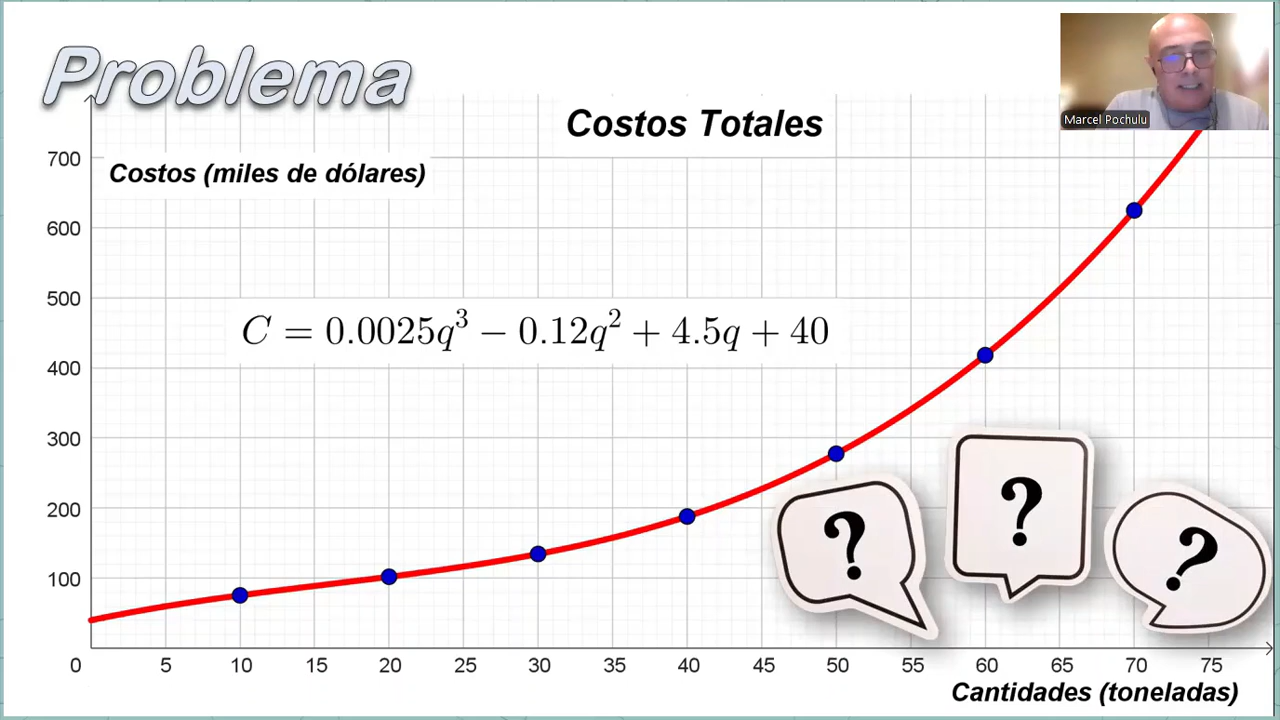 Problema
Costos Totales
Marcel Pochulu
Costos (miles de dólares)
700
600
500
C = 0.0025q³ − 0.12q² + 4.5q + 40
400
300
200
100
? ? ?
0 5 10 15 20 25 30 35 40 45 50 55 60 65 70 75
Cantidades (toneladas)